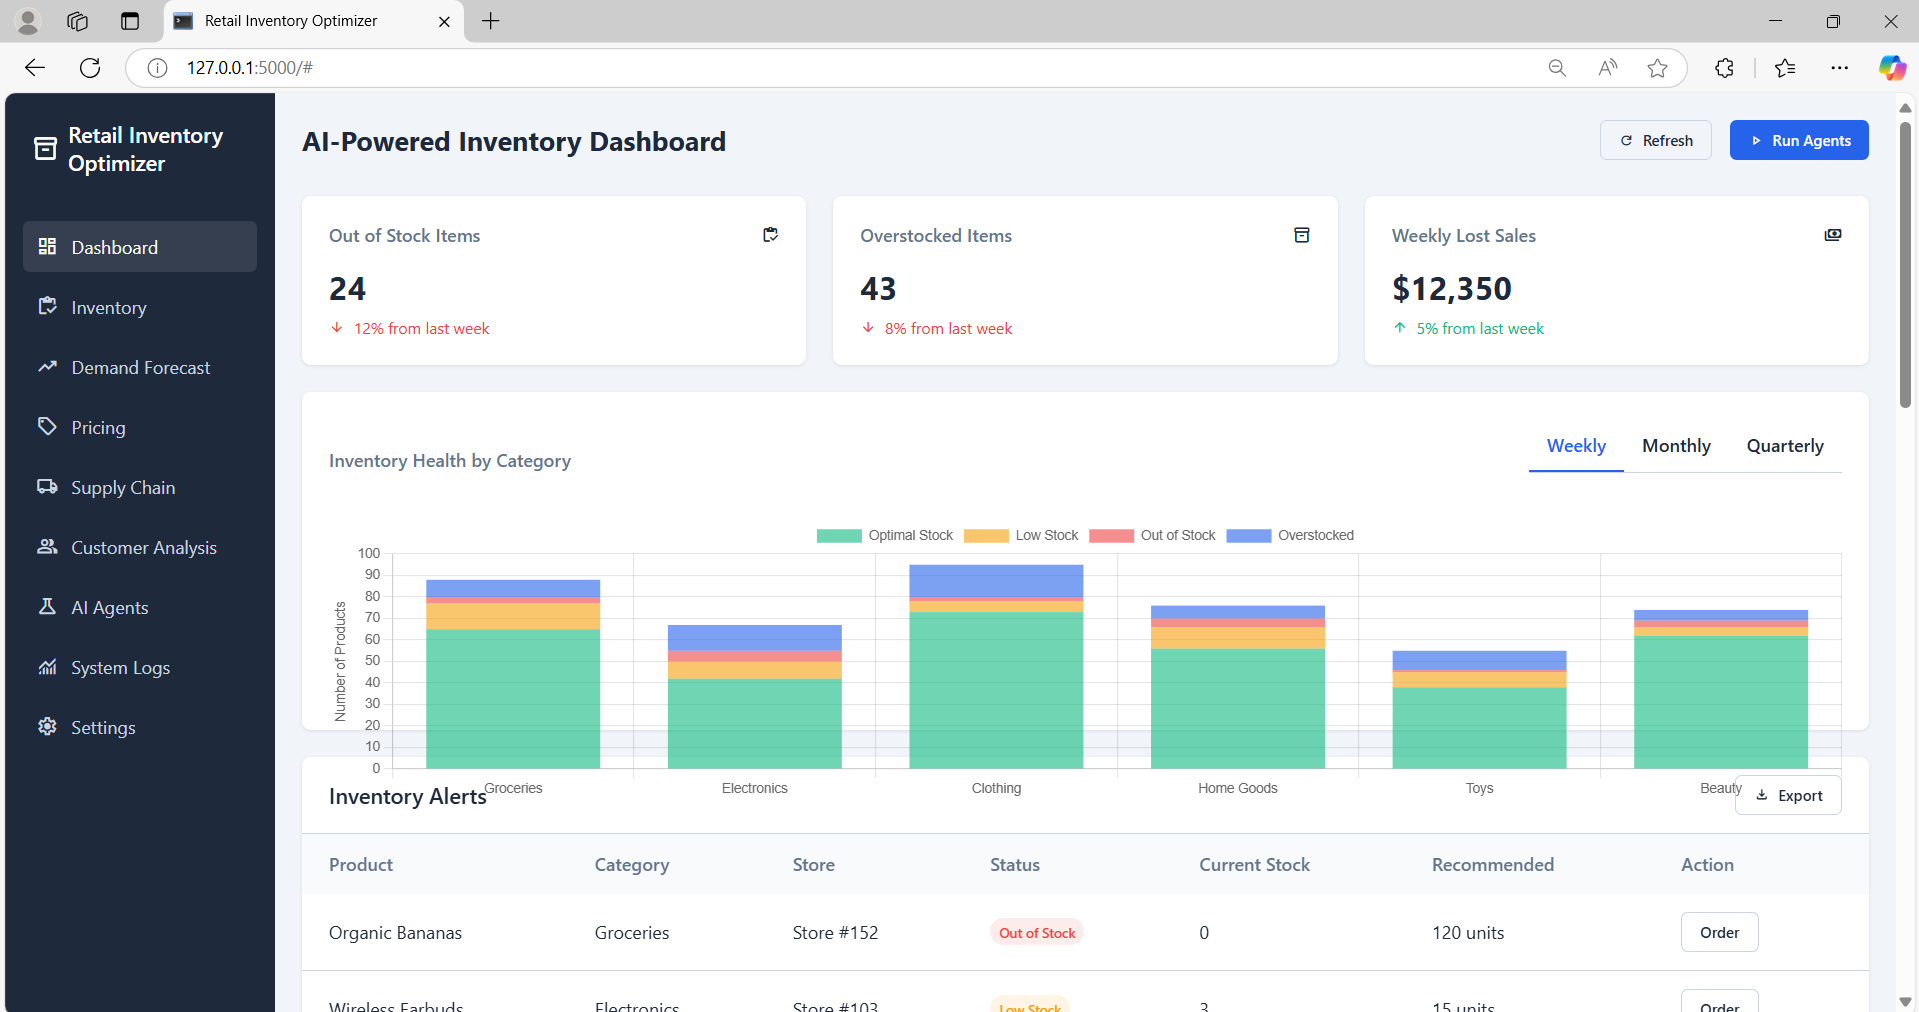 Retail Inventory Optimizer
127.0.0.1:5000/#
Retail Inventory
Optimizer
Dashboard
Inventory
Demand Forecast
Pricing
Supply Chain
Customer Analysis
AI Agents
System Logs
Settings
AI-Powered Inventory Dashboard
Refresh
Run Agents
Out of Stock Items
24
12% from last week
Overstocked Items
43
8% from last week
Weekly Lost Sales
$12,350
5% from last week
Inventory Health by Category
Weekly Monthly Quarterly
Optimal Stock Low Stock Out of Stock Overstocked
Number of Products
100
90
80
70
60
50
40
30
20
10
0
Groceries Electronics Clothing Home Goods Toys Beauty
Inventory Alerts
Export
Product Category Store Status Current Stock Recommended Action
Organic Bananas Groceries Store #152 Out of Stock 0 120 units Order
Wireless Earbuds Electronics Store #103 Low Stock 3 15 units Order